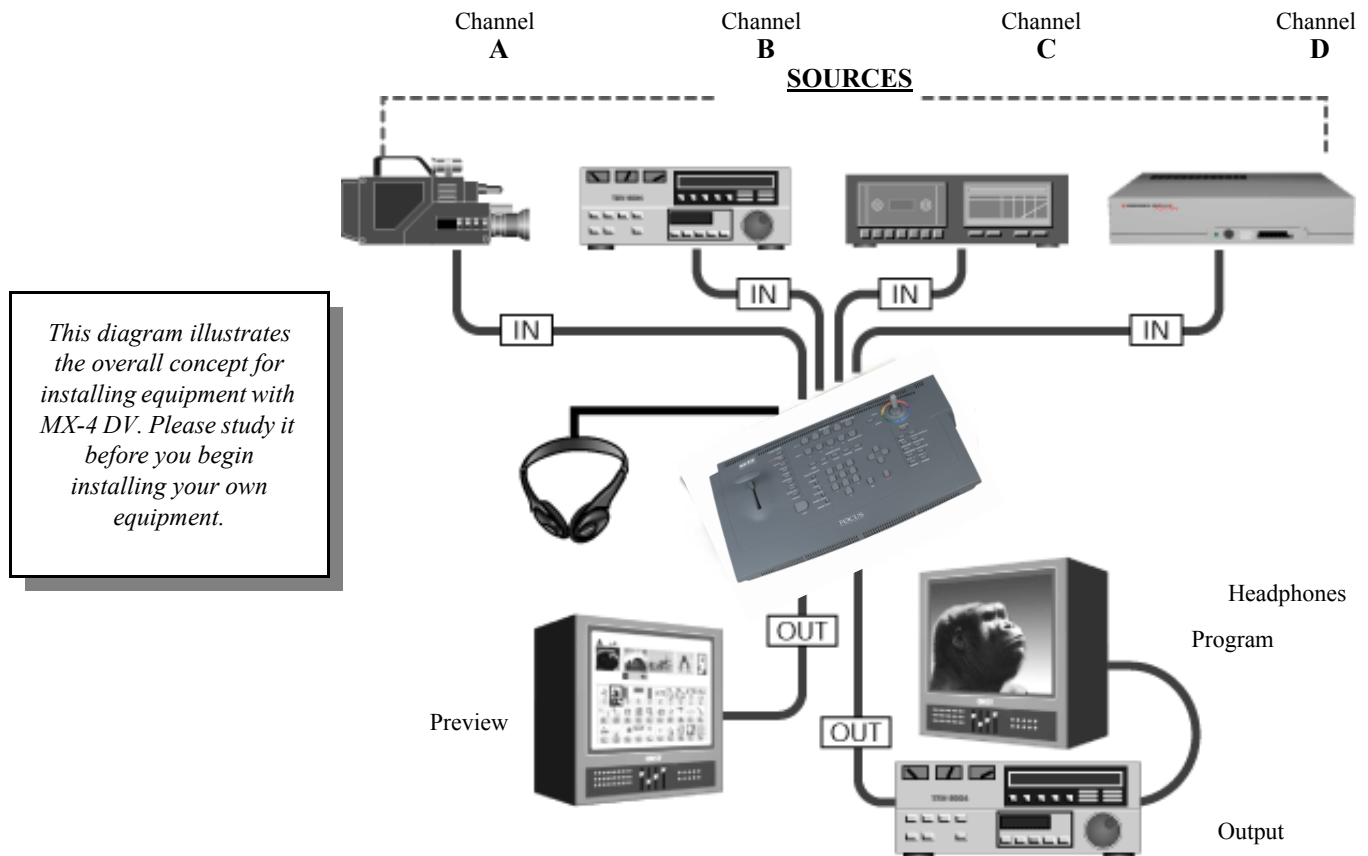 Channel
A
Channel
B
Channel
C
Channel
D
SOURCES
IN
IN
IN
IN
This diagram illustrates
the overall concept for
installing equipment with
MX-4 DV. Please study it
before you begin
installing your own
equipment.
FOCUS
Headphones
OUT
Program
Preview
OUT
Output